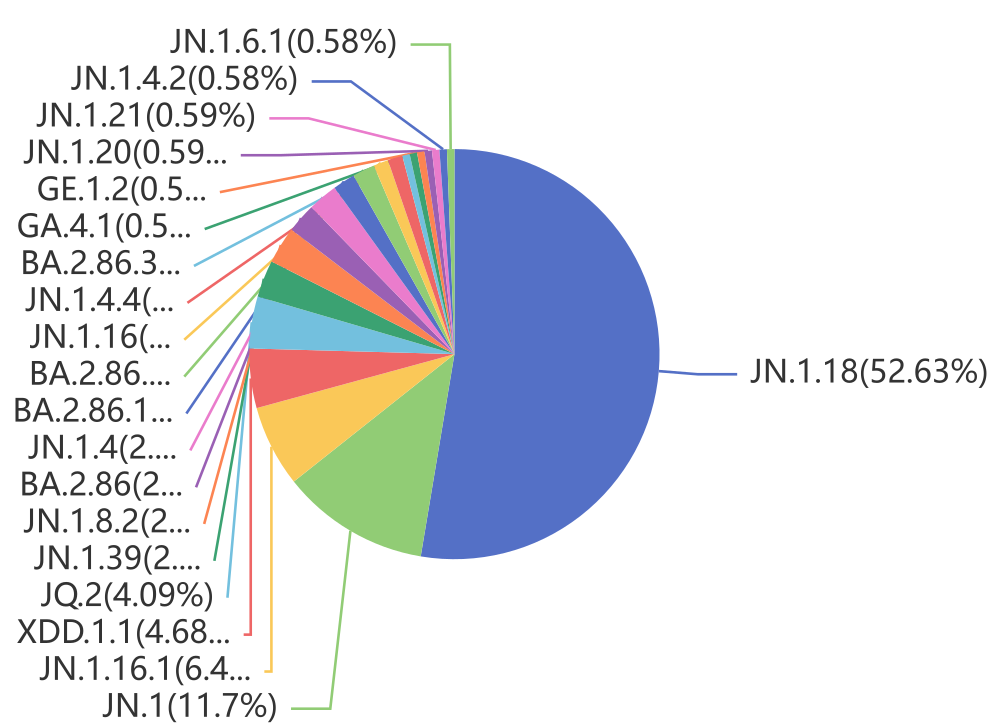 JN.1.6.1(0.58%)
JN.1.4.2(0.58%)
JN.1.21(0.59%)
JN.1.20(0.59...
GE.1.2(0.5...
GA.4.1(0.5...
BA.2.86.3...
JN.1.4.4(...
JN.1.16(...
BA.2.86....
BA.2.86.1...
JN.1.4(2....
BA.2.86(2...
JN.1.8.2(2...
JN.1.39(2....
JQ.2(4.09%)
XDD.1.1(4.68...
JN.1.16.1(6.4...
JN.1(11.7%)
JN.1.18(52.63%)